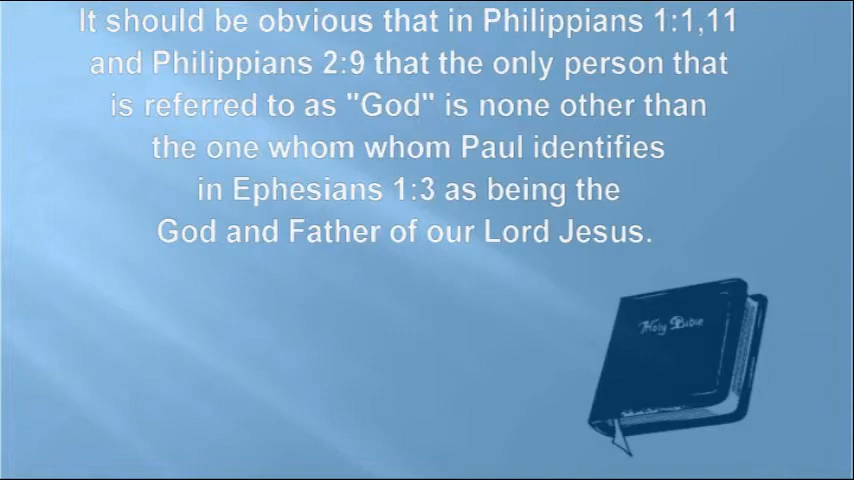 It should be obvious that in Philippians 1:1,11
and Philippians 2:9 that the only person that
is referred to as "God" is none other than
the one whom whom Paul identifies
in Ephesians 1:3 as being the
God and Father of our Lord Jesus.
Holy Bible